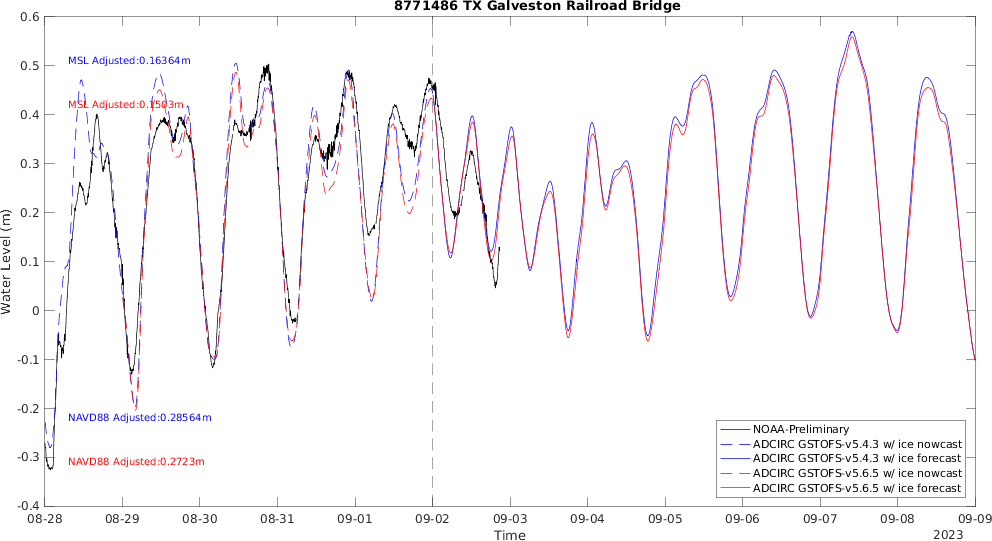 8771486 TX Galveston Railroad Bridge
0.6
0.5
0.4
0.3
0.2
0.1
0
-0.1
-0.2
-0.3
-0.4
Water Level (m)
MSL Adjusted:0.16364m
MSL Adjusted:0.1503m
NAVD88 Adjusted:0.28564m
NAVD88 Adjusted:0.2723m
NOAA-Preliminary
ADCIRC GSTOFS-v5.4.3 w/ ice nowcast
ADCIRC GSTOFS-v5.4.3 w/ ice forecast
ADCIRC GSTOFS-v5.6.5 w/ ice nowcast
ADCIRC GSTOFS-v5.6.5 w/ ice forecast
08-28 08-29 08-30 08-31 09-01 09-02 09-03 09-04 09-05 09-06 09-07 09-08 09-09
Time
2023